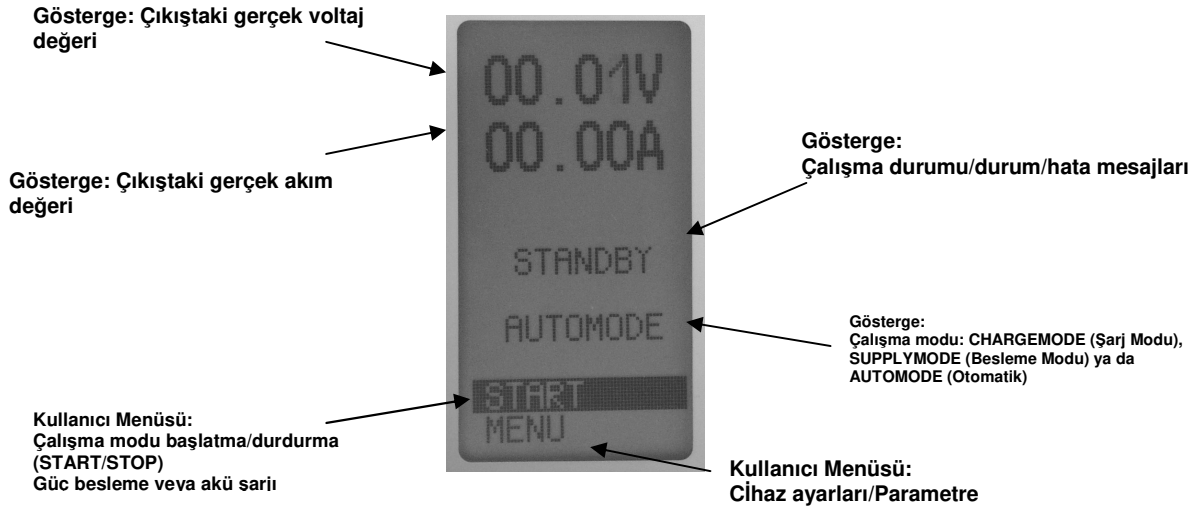 Gösterge: Çıkıştaki gerçek voltaj
değeri
Gösterge: Çıkıştaki gerçek akım
değeri
00.01V
00.00A
STANDBY
AUTOMODE
START
MENU
Gösterge:
Çalışma durumu/durum/hata mesajları
Gösterge:
Çalışma modu: CHARGEMODE (Şarj Modu),
SUPPLYMODE (Besleme Modu) ya da
AUTOMODE (Otomatik)
Kullanıcı Menüsü:
Çalışma modu başlatma/durdurma
(START/STOP)
Güç besleme veya akü şarjı
Kullanıcı Menüsü:
Cİhaz ayarları/Parametre